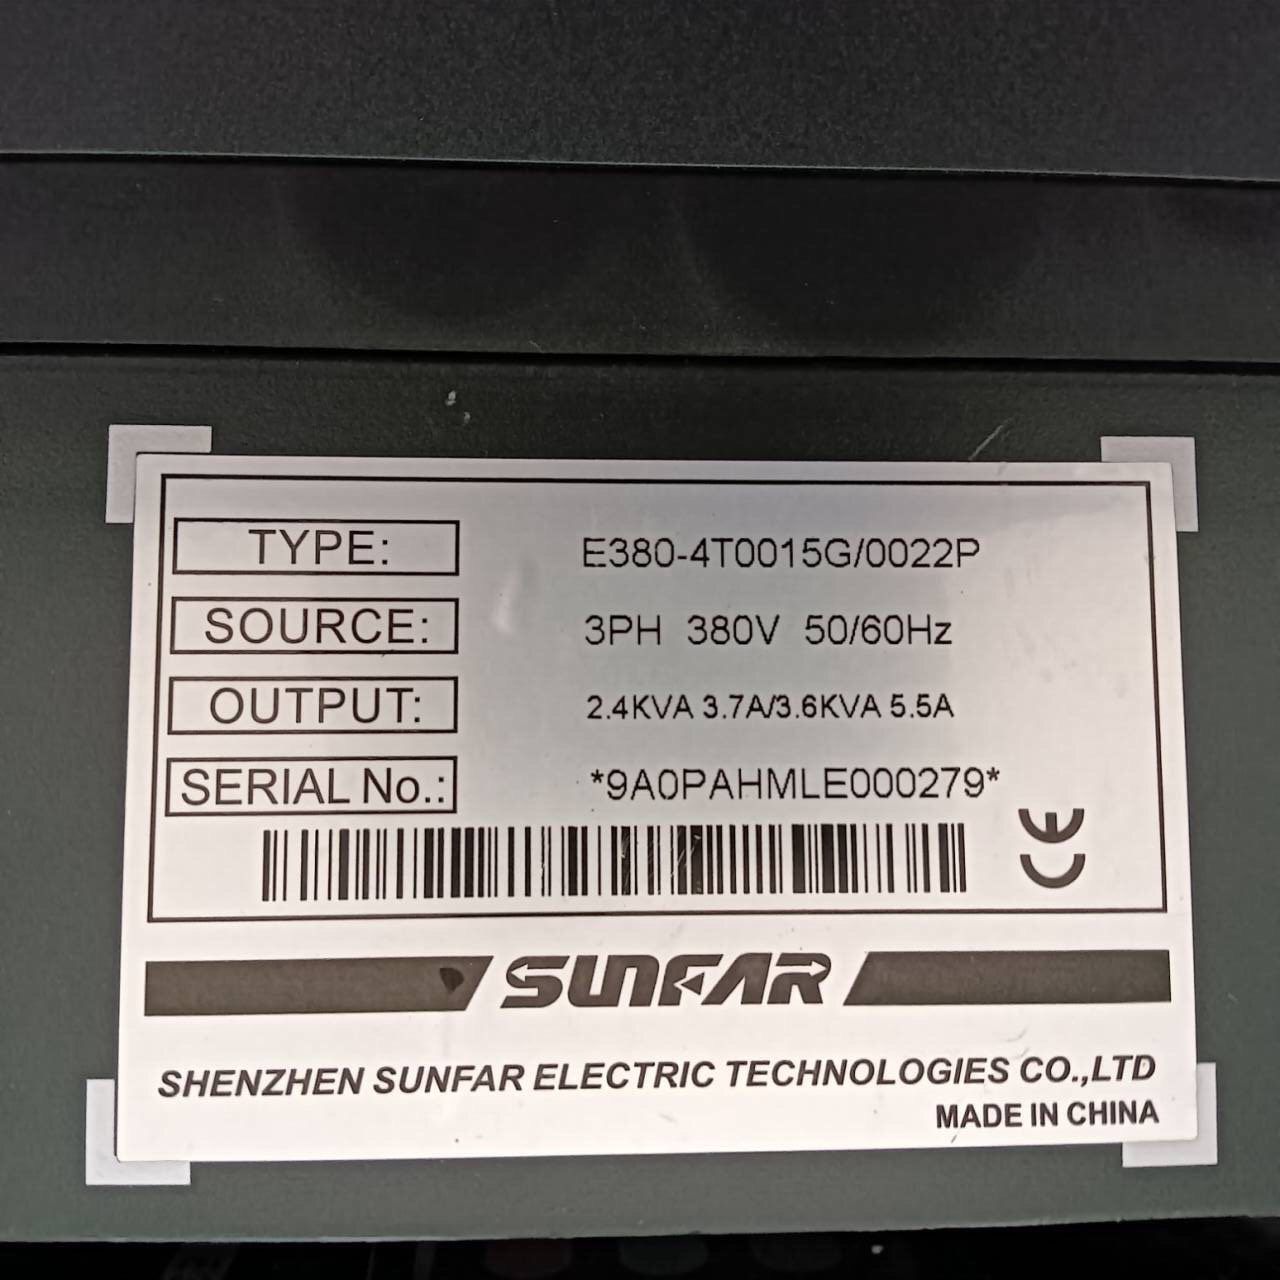 TYPE: E380-4T0015G/0022P
SOURCE: 3PH 380V 50/60Hz
OUTPUT: 2.4KVA 3.7A/3.6KVA 5.5A
SERIAL No.: *9A0PAHMLE000279*
CE
SUNFAR
SHENZHEN SUNFAR ELECTRIC TECHNOLOGIES CO.,LTD
MADE IN CHINA